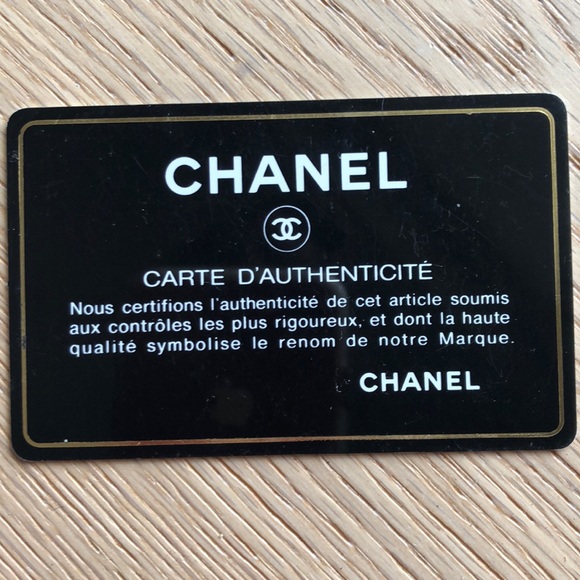 CHANEL
CARTE D'AUTHENTICITÉ
Nous certifions l'authenticité de cet article soumis
aux contrôles les plus rigoureux, et dont la haute
qualité symbolise le renom de notre Marque.
CHANEL